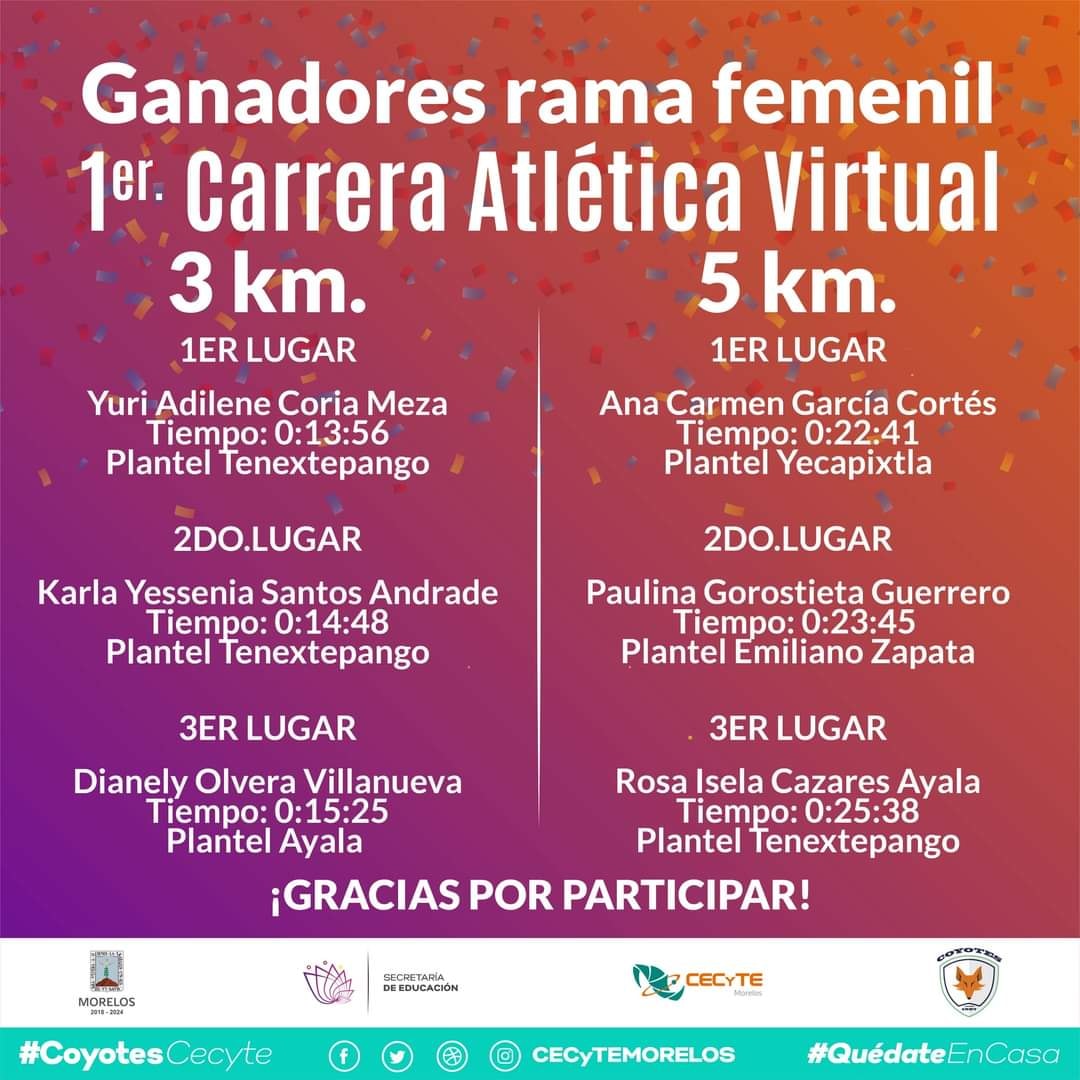 Ganadores rama femenil
1er. Carrera Atlética Virtual
3 km.
1ER LUGAR
Yuri Adilene Coria Meza
Tiempo: 0:13:56
Plantel Tenextepango
2DO.LUGAR
Karla Yessenia Santos Andrade
Tiempo: 0:14:48
Plantel Tenextepango
3ER LUGAR
Dianely Olvera Villanueva
Tiempo: 0:15:25
Plantel Ayala
5 km.
1ER LUGAR
Ana Carmen García Cortés
Tiempo: 0:22:41
Plantel Yecapixtla
2DO.LUGAR
Paulina Gorostieta Guerrero
Tiempo: 0:23:45
Plantel Emiliano Zapata
3ER LUGAR
Rosa Isela Cazares Ayala
Tiempo: 0:25:38
Plantel Tenextepango
¡GRACIAS POR PARTICIPAR!
MORELOS
2018 - 2024
SECRETARÍA
DE EDUCACIÓN
CECyTE
Morelos
COYOTES
#CoyotesCecyte
CECyTEMORELOS
#QuédateEnCasa